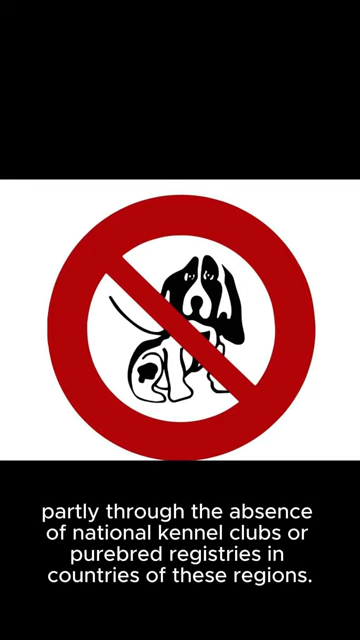 partly through the absence
of national kennel clubs or
purebred registries in
countries of these regions.